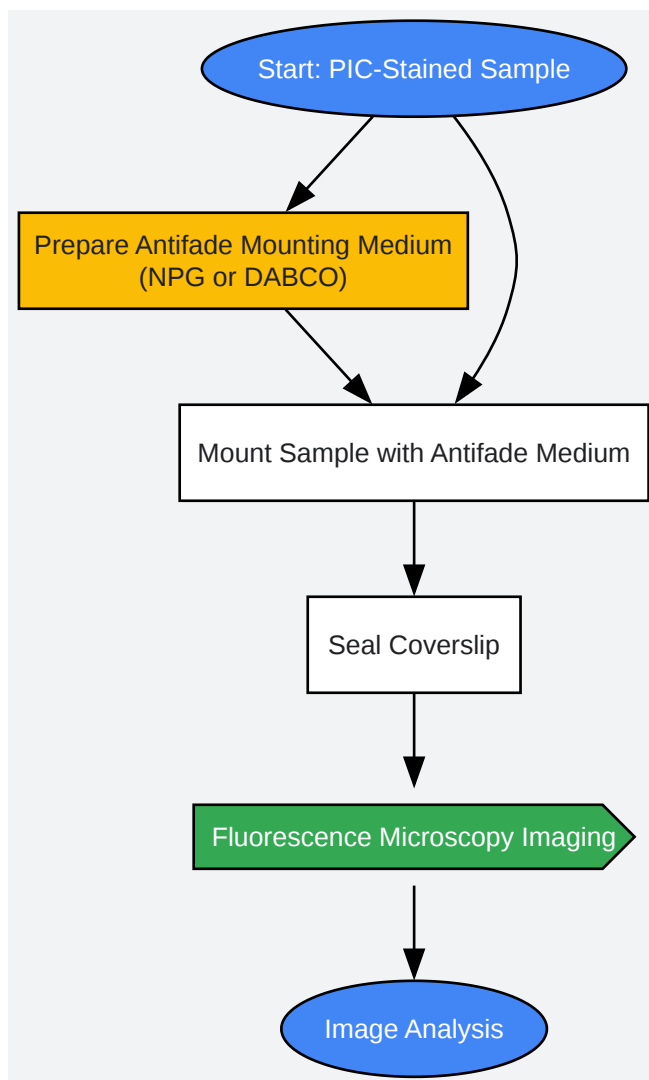 Start: PIC-Stained Sample
Prepare Antifade Mounting Medium
(NPG or DABCO)
Mount Sample with Antifade Medium
Seal Coverslip
Fluorescence Microscopy Imaging
Image Analysis